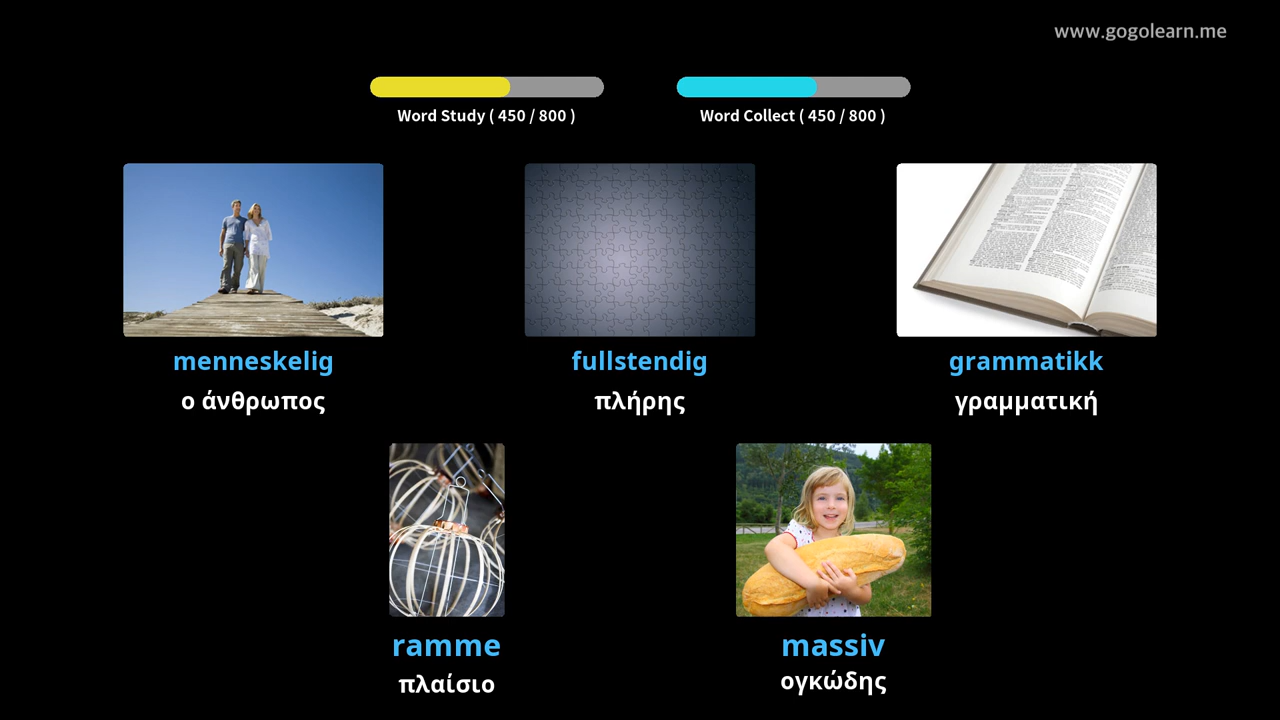 www.gogolearn.me
Word Study ( 450 / 800 )
Word Collect ( 450 / 800 )
menneskelig
fullstendig
grammatikk
ο άνθρωπος
πλήρης
γραμματική
ramme
massiv
πλαίσιο
ογκώδης